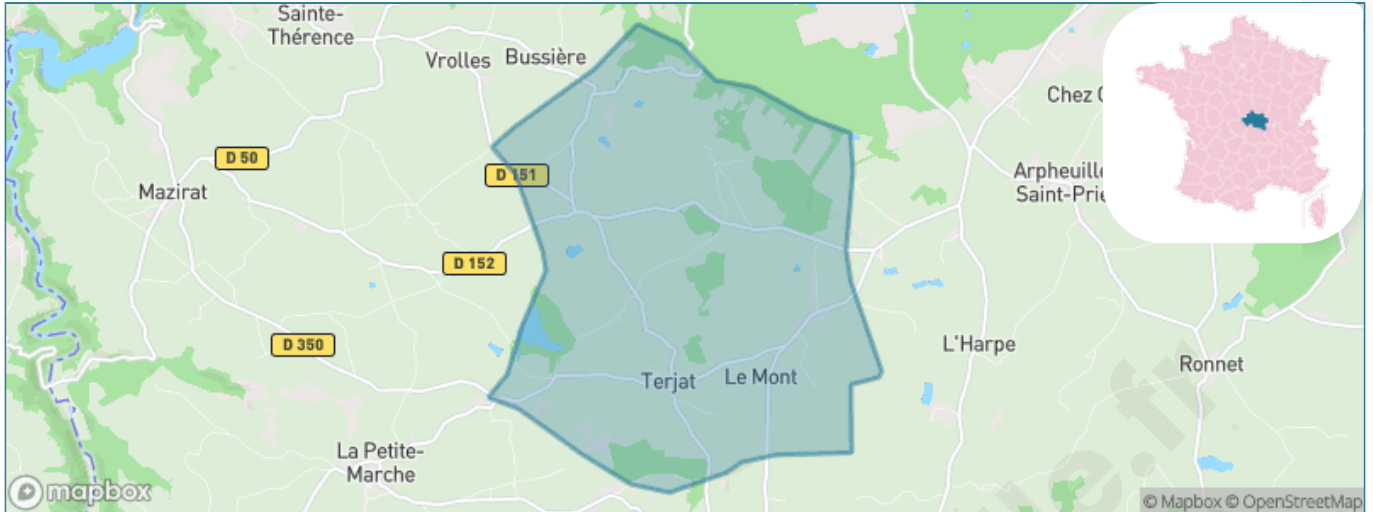 Sainte-
Thérence
Vrolles
Bussière
Chez
D 50
D 151
Mazirat
Arpheuille
Saint-Prie
D 152
D 350
L'Harpe
Ronnet
Terjat
Le Mont
La Petite-
Marche
mapbox
© Mapbox © OpenStreetMap